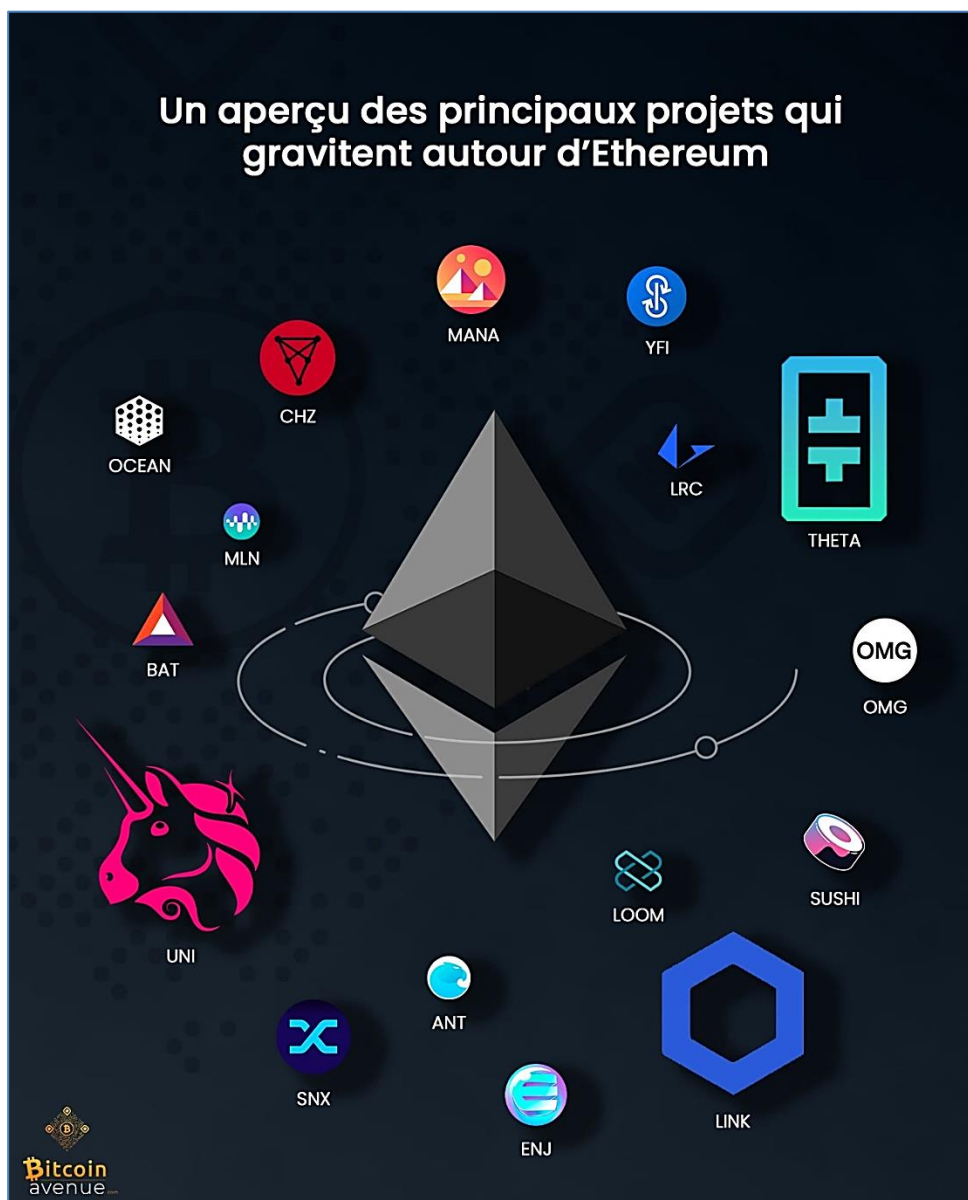 Un aperçu des principaux projets qui
gravitent autour d'Ethereum
MANA
YFI
CHZ
OCEAN
LRC
THETA
MLN
BAT
OMG
OMG
UNI
LOOM
SUSHI
ANT
SNX
LINK
ENJ
Bitcoin
avenue.com